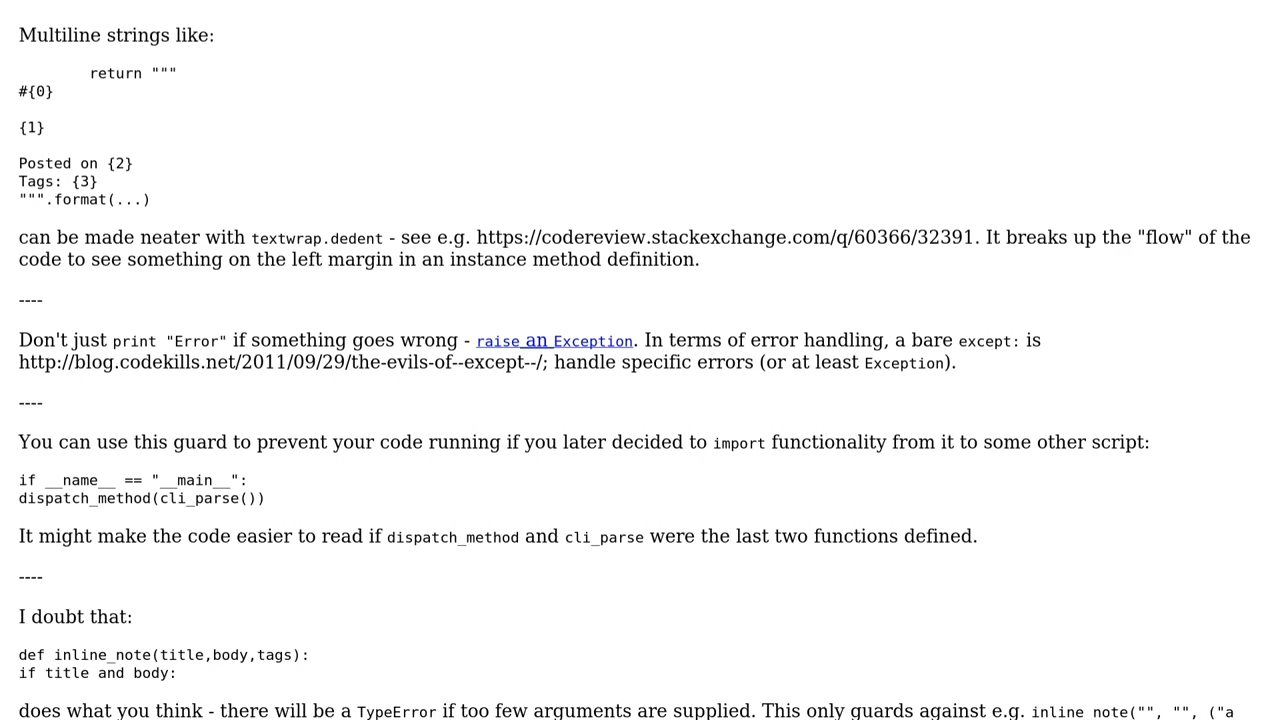 Multiline strings like:
return """
#{0}
{1}
Posted on {2}
Tags: {3}
""".format(...)
can be made neater with textwrap.dedent - see e.g. https://codereview.stackexchange.com/q/60366/32391. It breaks up the "flow" of the
code to see something on the left margin in an instance method definition.
----
Don't just print "Error" if something goes wrong - raise an Exception. In terms of error handling, a bare except: is
http://blog.codekills.net/2011/09/29/the-evils-of--except--/; handle specific errors (or at least Exception).
----
You can use this guard to prevent your code running if you later decided to import functionality from it to some other script:
if __name__ == "__main__":
dispatch_method(cli_parse())
It might make the code easier to read if dispatch_method and cli_parse were the last two functions defined.
----
I doubt that:
def inline_note(title,body,tags):
if title and body:
does what you think - there will be a TypeError if too few arguments are supplied. This only guards against e.g. inline_note("", "", ("a